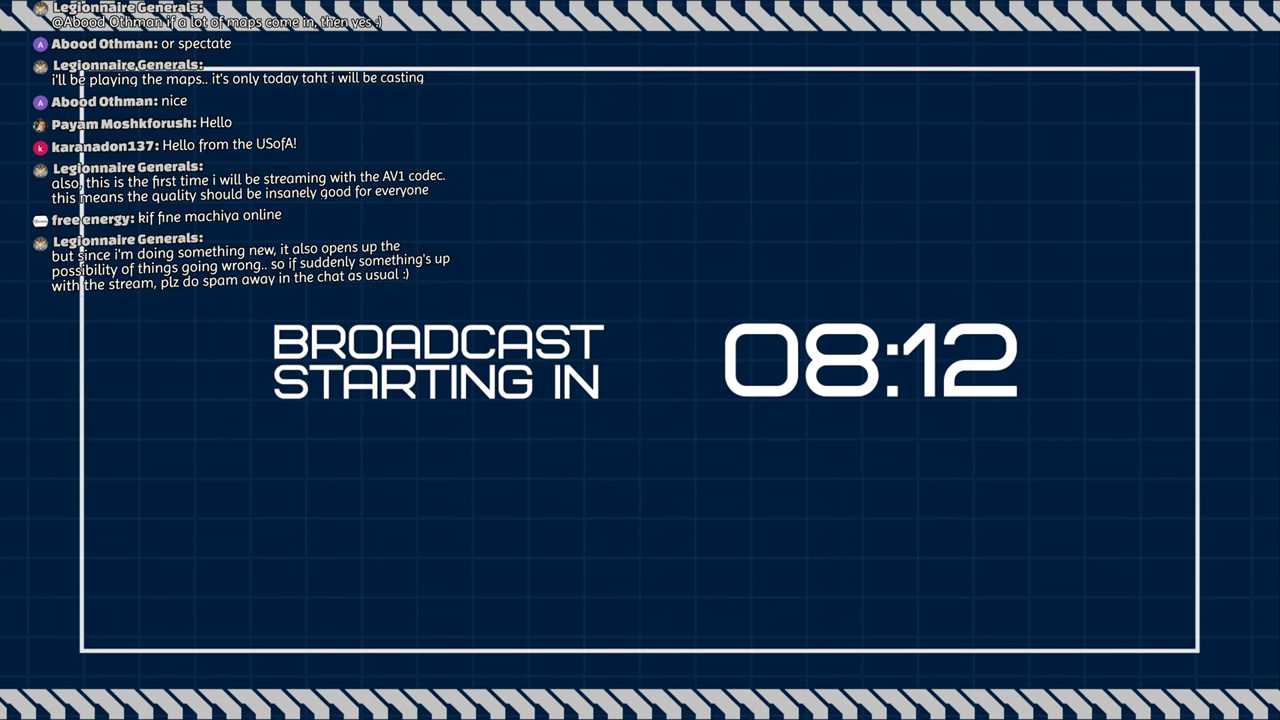 Legionnaire Generals:
@Abood Othman if a lot of maps come in, then yes :)
A Abood Othman: or spectate
Legionnaire Generals:
i'll be playing the maps.. it's only today taht i will be casting
A Abood Othman: nice
Payam Moshkforush: Hello
k karanadon137: Hello from the USofA!
Legionnaire Generals:
also, this is the first time i will be streaming with the AV1 codec.
this means the quality should be insanely good for everyone
free energy: kif fine machiya online
Legionnaire Generals:
but since i'm doing something new, it also opens up the
possibility of things going wrong.. so if suddenly something's up
with the stream, plz do spam away in the chat as usual :)
BROADCAST
STARTING IN
08:12